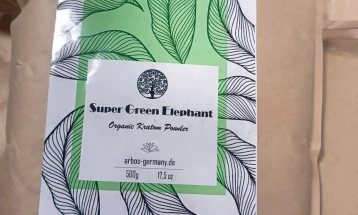 Super Green Elephant
Organic Kratom Powder
arbos-germany.de
500g 17.5 oz